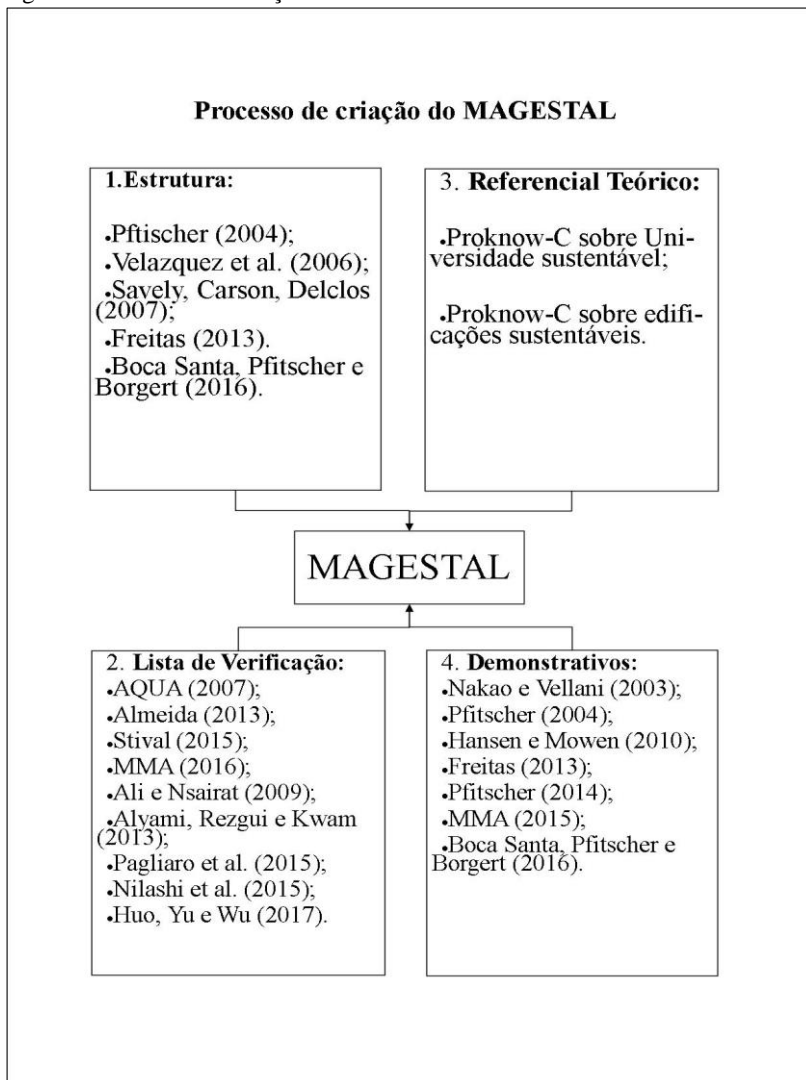 Processo de criação do MAGESTAL
1.Estrutura:
•Pftischer (2004);
•Velazquez et al. (2006);
•Savely, Carson, Delclos
(2007);
•Freitas (2013).
•Boca Santa, Pfitscher e
Borgert (2016).
3. Referencial Teórico:
•Proknow-C sobre Uni-
versidade sustentável;
•Proknow-C sobre edifi-
cações sustentáveis.
MAGESTAL
2. Lista de Verificação:
•AQUA (2007);
•Almeida (2013);
•Stival (2015);
•MMA (2016);
•Ali e Nsairat (2009);
•Alyami, Rezgui e Kwam
(2013);
•Pagliaro et al. (2015);
•Nilashi et al. (2015);
•Huo, Yu e Wu (2017).
4. Demonstrativos:
•Nakao e Vellani (2003);
•Pfitscher (2004);
•Hansen e Mowen (2010);
•Freitas (2013);
•Pfitscher (2014);
•MMA (2015);
•Boca Santa, Pfitscher e
Borgert (2016).